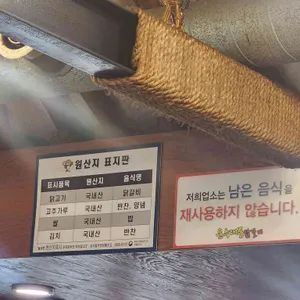 원산지 표지판
표시품목 원산지 음식명
닭고기 국내산 닭갈비
고추가루 국내산 반찬, 양념
쌀 국내산 밥
김치 국내산 반찬
저희업소는 남은 음식을
재사용하지 않습니다.